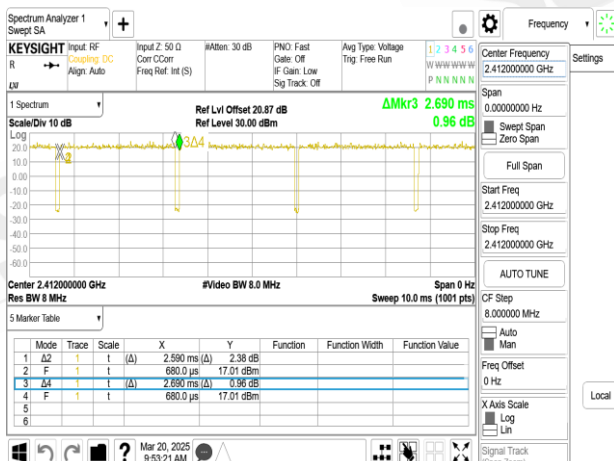 Spectrum Analyzer 1
Swept SA
+
Frequency
KEYSIGHT Input: RF Input Z: 50 Ω #Atten: 30 dB PNO: Fast Avg Type: Voltage 1 2 3 4 5 6
R Coupling: DC Corr CCorr Gate: Off Trig: Free Run W W W W W W
Align: Auto Freq Ref: Int (S) IF Gain: Low
Sig Track: Off P N N N N N
LXI
Center Frequency
2.412000000 GHz
Settings
1 Spectrum
Ref Lvl Offset 20.87 dB ΔMkr3 2.690 ms
Scale/Div 10 dB Ref Level 30.00 dBm 0.96 dB
Log
20.0
10.0
0.00
-10.0
-20.0
-30.0
-40.0
-50.0
-60.0
3Δ4
2
Center 2.412000000 GHz #Video BW 8.0 MHz Span 0 Hz
Res BW 8 MHz Sweep 10.0 ms (1001 pts)
Span
0.00000000 Hz
Swept Span
Zero Span
Full Span
Start Freq
2.412000000 GHz
Stop Freq
2.412000000 GHz
AUTO TUNE
CF Step
8.000000 MHz
Auto
Man
Freq Offset
0 Hz
X Axis Scale
Log
Lin
Signal Track
Local
5 Marker Table
Mode Trace Scale X Y Function Function Width Function Value
1 Δ2 1 t (Δ) 2.590 ms (Δ) 2.38 dB
2 F 1 t 680.0 µs 17.01 dBm
3 Δ4 1 t (Δ) 2.690 ms (Δ) 0.96 dB
4 F 1 t 680.0 µs 17.01 dBm
5
6
?
Mar 20, 2025
9:53:21 AM